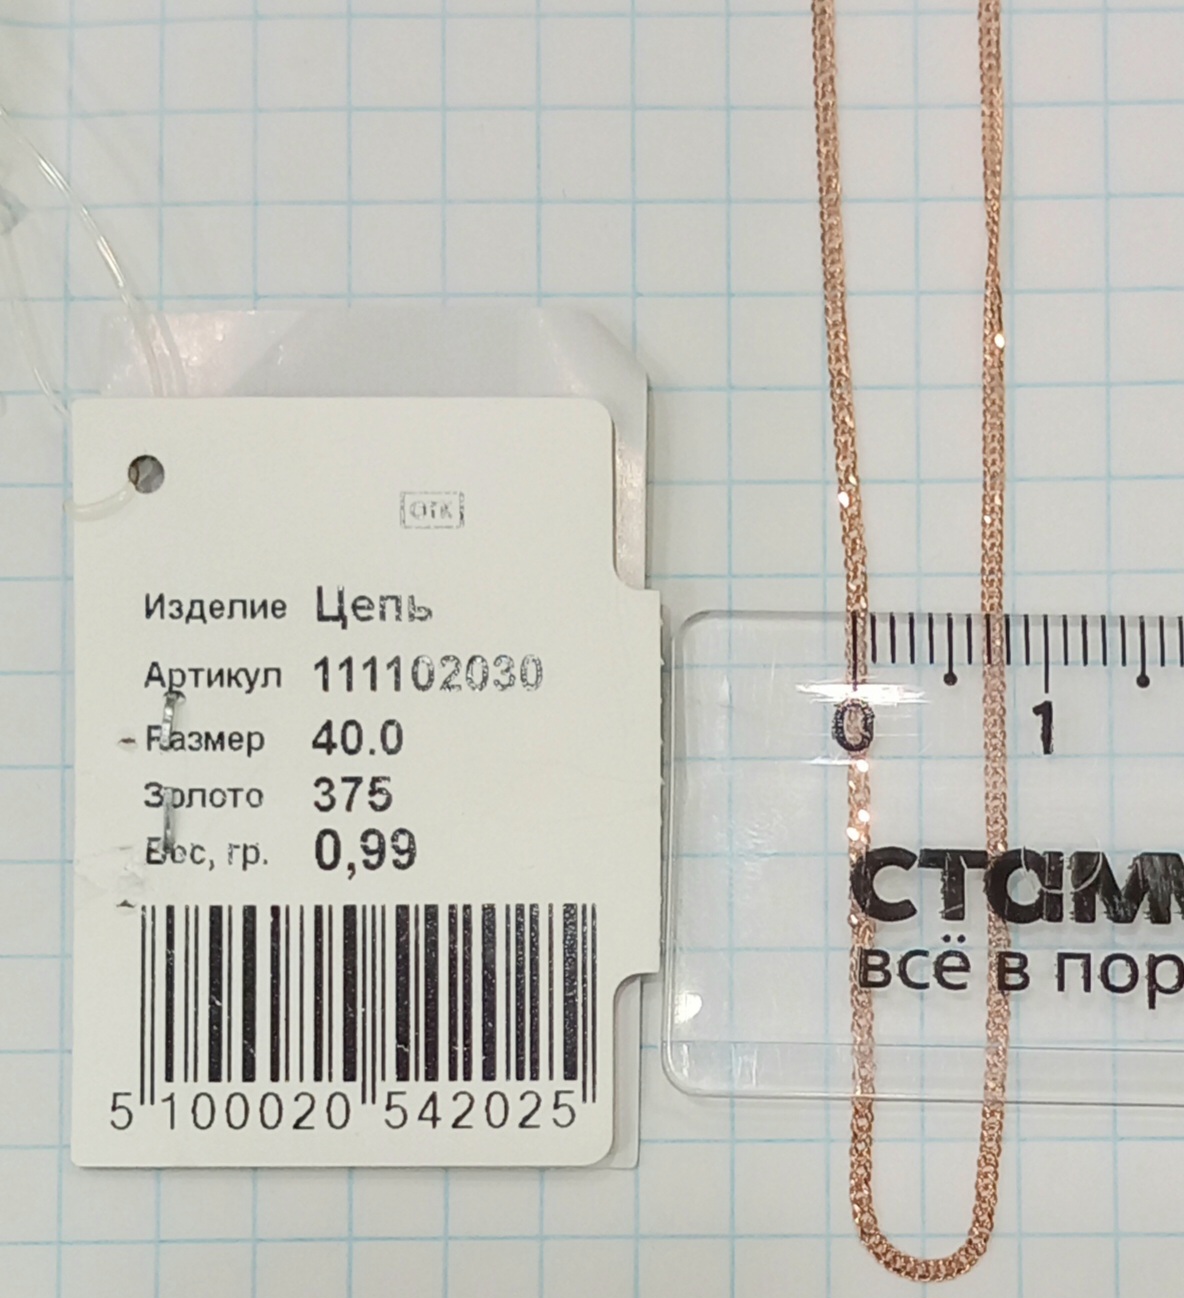 ОТК
Изделие Цепь
Артикул 111102030
Размер 40.0
Золото 375
Вес, гр. 0,99
5 100020 542025
0 1
стамм
всё в пор